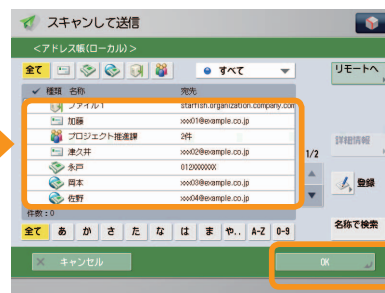 スキャンして送信
＜アドレス帳(ローカル)＞
全て すべて リモートへ
種類 名称 宛先
ファイル1 starfish.organization.company.com
加藤 xxx01@example.co.jp
プロジェクト推進課 2件
津久井 xxx02@example.co.jp
永戸 012XXXXXXX
岡本 xxx03@example.co.jp
佐野 xxx04@example.co.jp
詳細情報
1/2
登録
件数：0
全て あ か さ た な は ま や.. A-Z 0-9
名称で検索
キャンセル OK